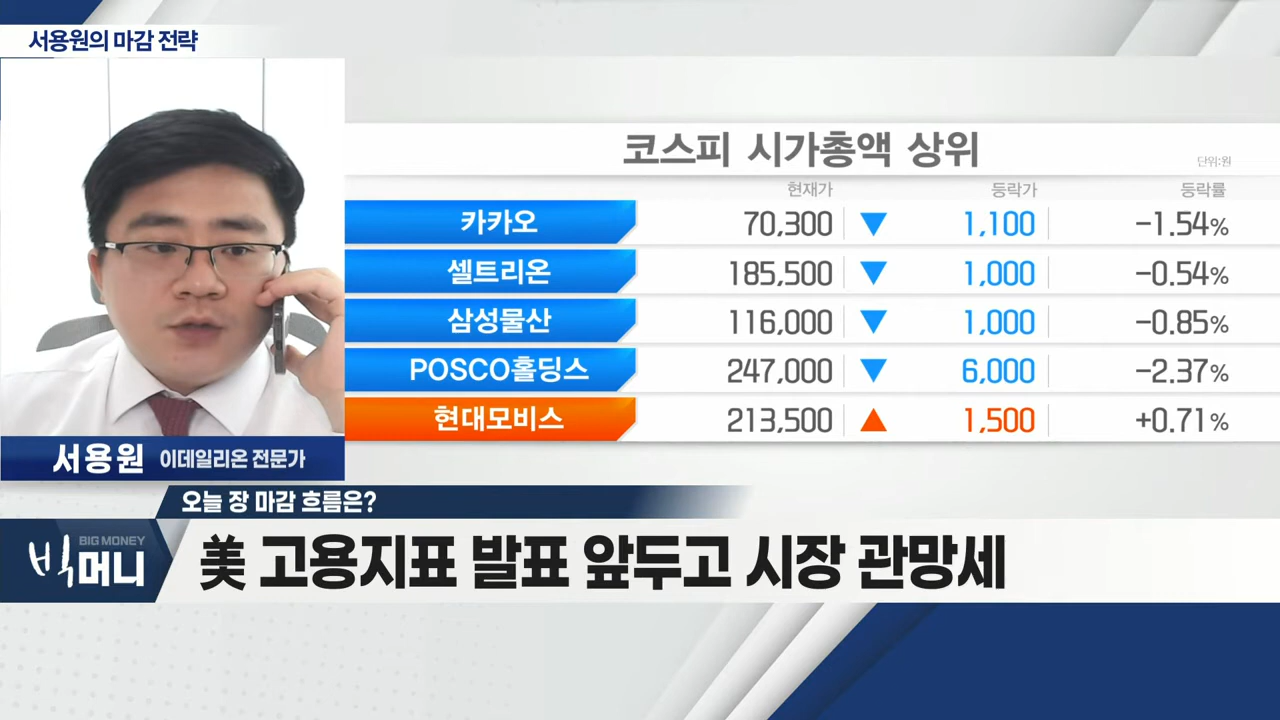 서용원의 마감 전략
코스피 시가총액 상위
단위:원
현재가 등락가 등락률
카카오 70,300 ▼ 1,100 -1.54%
셀트리온 185,500 ▼ 1,000 -0.54%
삼성물산 116,000 ▼ 1,000 -0.85%
POSCO홀딩스 247,000 ▼ 6,000 -2.37%
현대모비스 213,500 ▲ 1,500 +0.71%
서용원 이데일리온 전문가
오늘 장 마감 흐름은?
BIG MONEY
빅머니
美 고용지표 발표 앞두고 시장 관망세